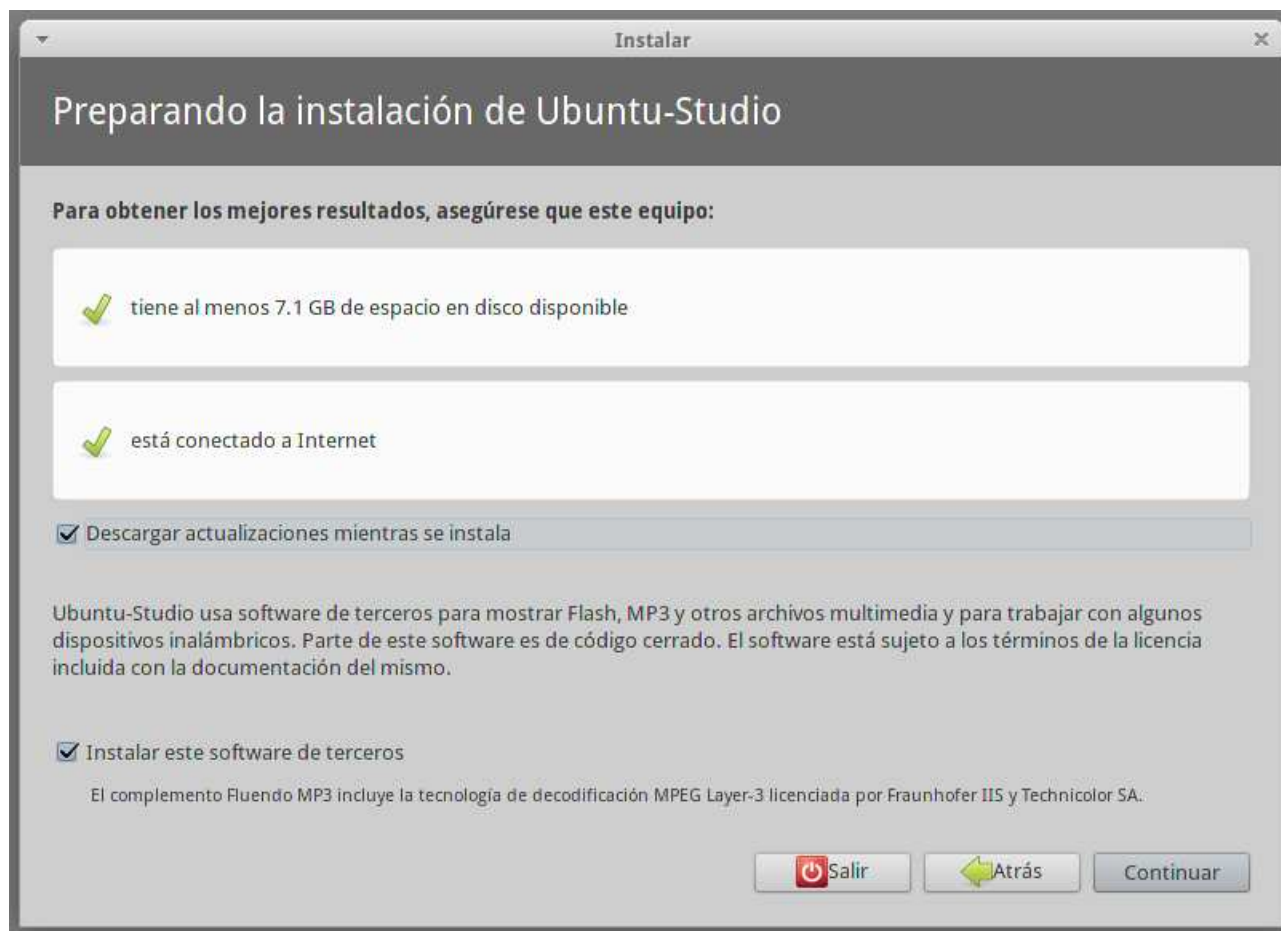 Instalar
Preparando la instalación de Ubuntu-Studio
Para obtener los mejores resultados, asegúrese que este equipo:
tiene al menos 7.1 GB de espacio en disco disponible
está conectado a Internet
Descargar actualizaciones mientras se instala
Ubuntu-Studio usa software de terceros para mostrar Flash, MP3 y otros archivos multimedia y para trabajar con algunos
dispositivos inalámbricos. Parte de este software es de código cerrado. El software está sujeto a los términos de la licencia
incluida con la documentación del mismo.
Instalar este software de terceros
El complemento Fluendo MP3 incluye la tecnología de decodificación MPEG Layer-3 licenciada por Fraunhofer IIS y Technicolor SA.
Salir Atrás Continuar